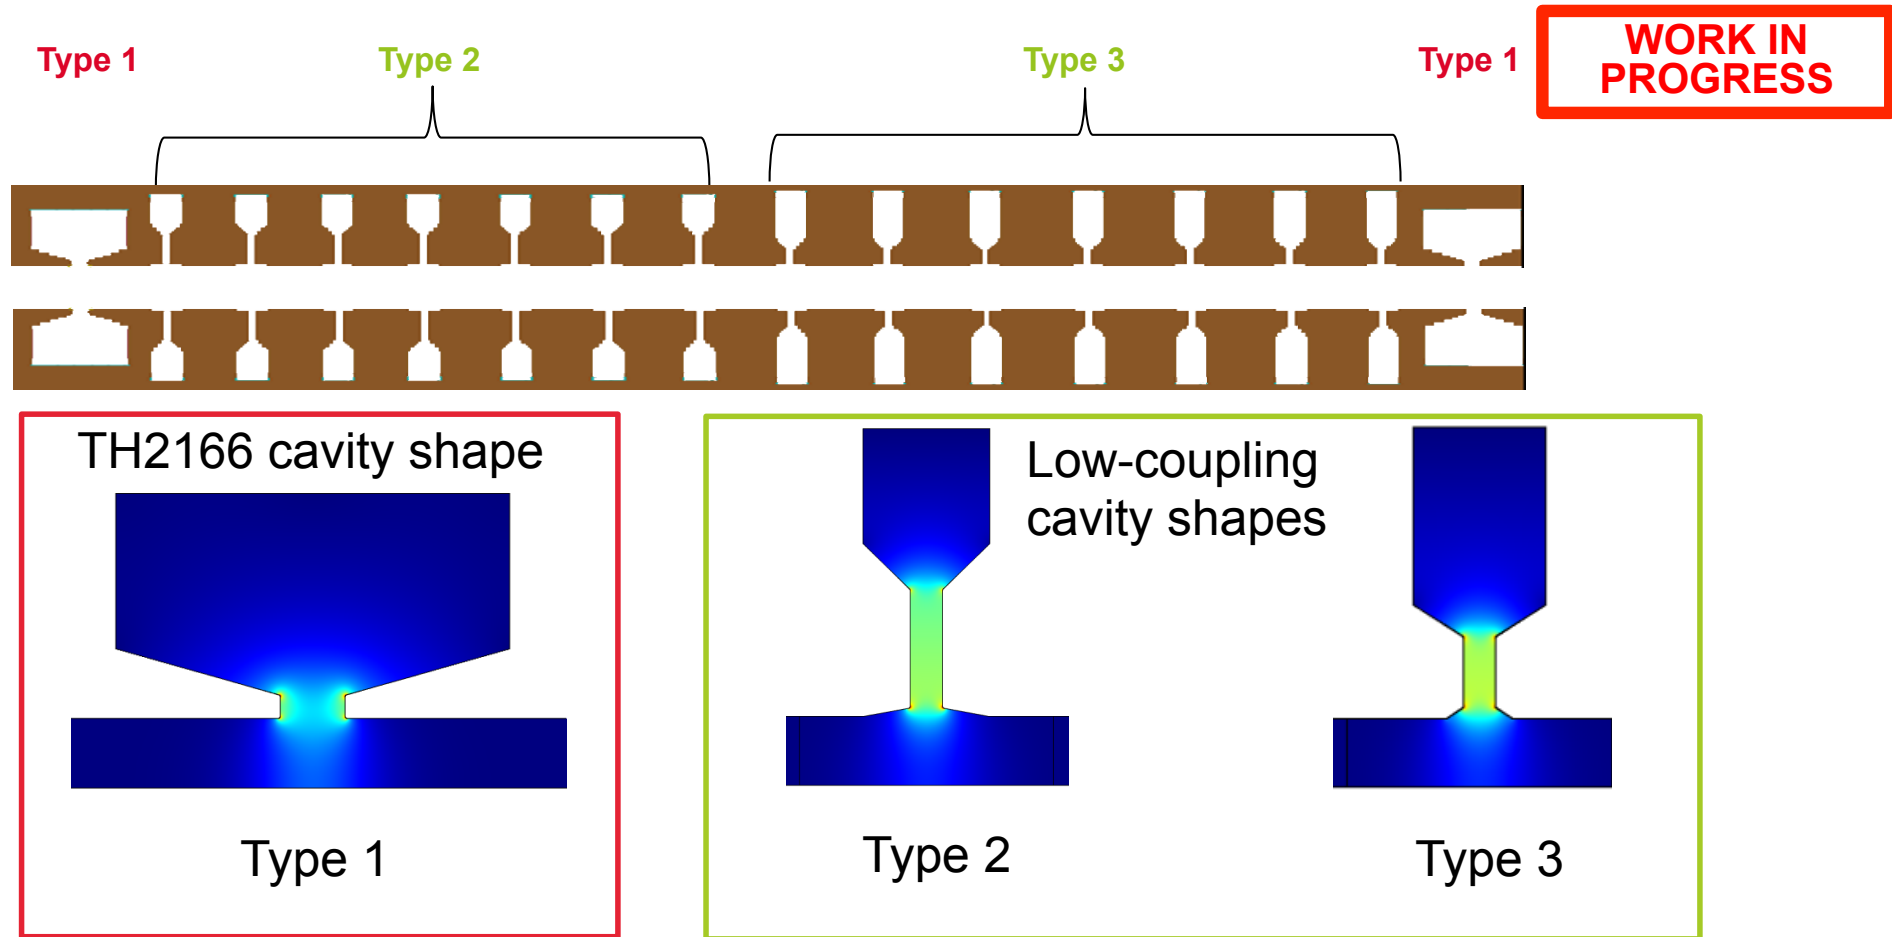 Type 1
Type 2
Type 3
Type 1
WORK IN
PROGRESS
TH2166 cavity shape
Type 1
Low-coupling
cavity shapes
Type 2
Type 3